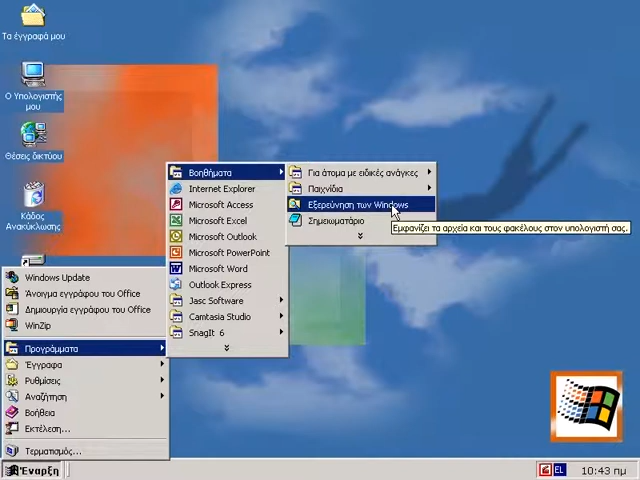 Τα έγγραφά μου
Ο Υπολογιστής
μου
Θέσεις δικτύου
Κάδος
Ανακύκλωσης
Windows Update
Άνοιγμα εγγράφου του Office
Δημιουργία εγγράφου του Office
WinZip
Προγράμματα
Έγγραφα
Ρυθμίσεις
Αναζήτηση
Βοήθεια
Εκτέλεση...
Τερματισμός...
Βοηθήματα
Internet Explorer
Microsoft Access
Microsoft Excel
Microsoft Outlook
Microsoft PowerPoint
Microsoft Word
Outlook Express
Jasc Software
Camtasia Studio
SnagIt 6
Για άτομα με ειδικές ανάγκες
Παιχνίδια
Εξερεύνηση των Windows
Σημειωματάριο
Εμφανίζει τα αρχεία και τους φακέλους στον υπολογιστή σας.
Έναρξη
EL
10:43 πμ